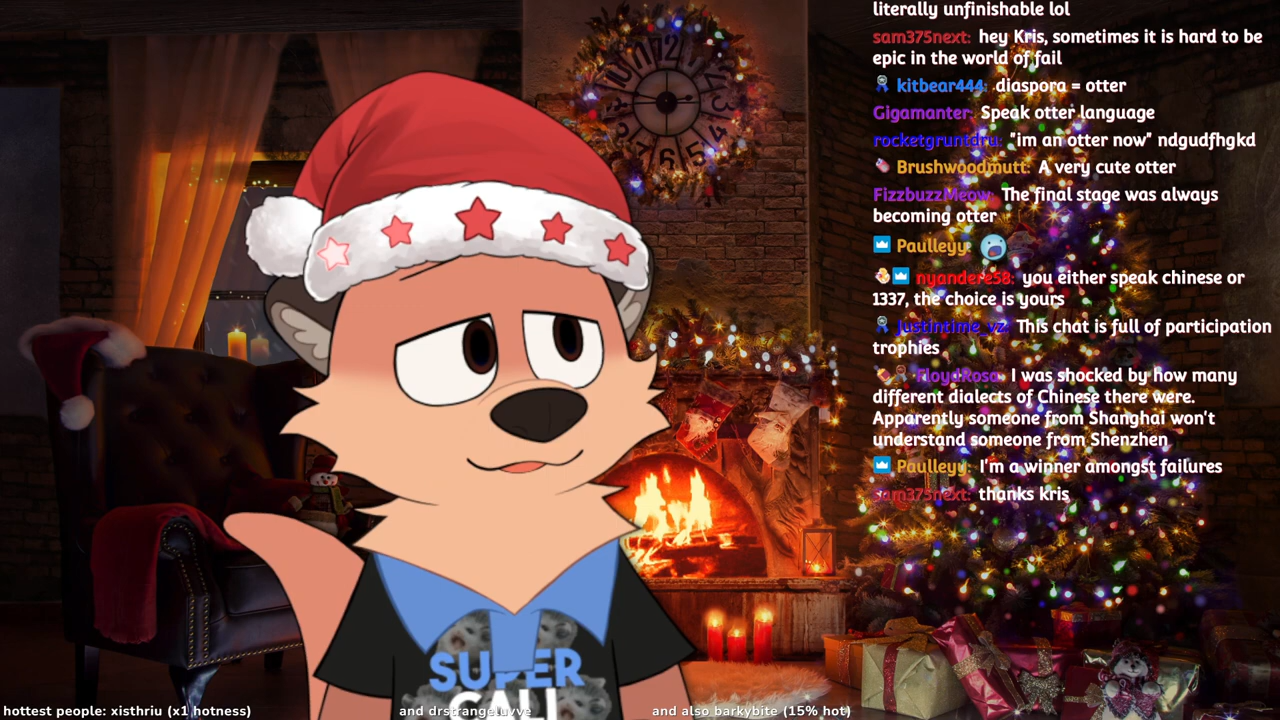 literally unfinishable lol
sam375next: hey Kris, sometimes it is hard to be
epic in the world of fail
kitbear444: diaspora = otter
Gigamanter: Speak otter language
rocketgruntdru: "im an otter now" ndgudfhgkd
Brushwoodmutt: A very cute otter
FizzbuzzMeow: The final stage was always
becoming otter
Paulleyy:
nyandere58: you either speak chinese or
1337, the choice is yours
Justintime_vz: This chat is full of participation
trophies
FloydRosa: I was shocked by how many
different dialects of Chinese there were.
Apparently someone from Shanghai won't
understand someone from Shenzhen
Paulleyy: I'm a winner amongst failures
sam375next: thanks Kris
SUPER
CALI
hottest people: xisthriu (x1 hotness)
and drstrangeluvve
and also barkybite (15% hot)